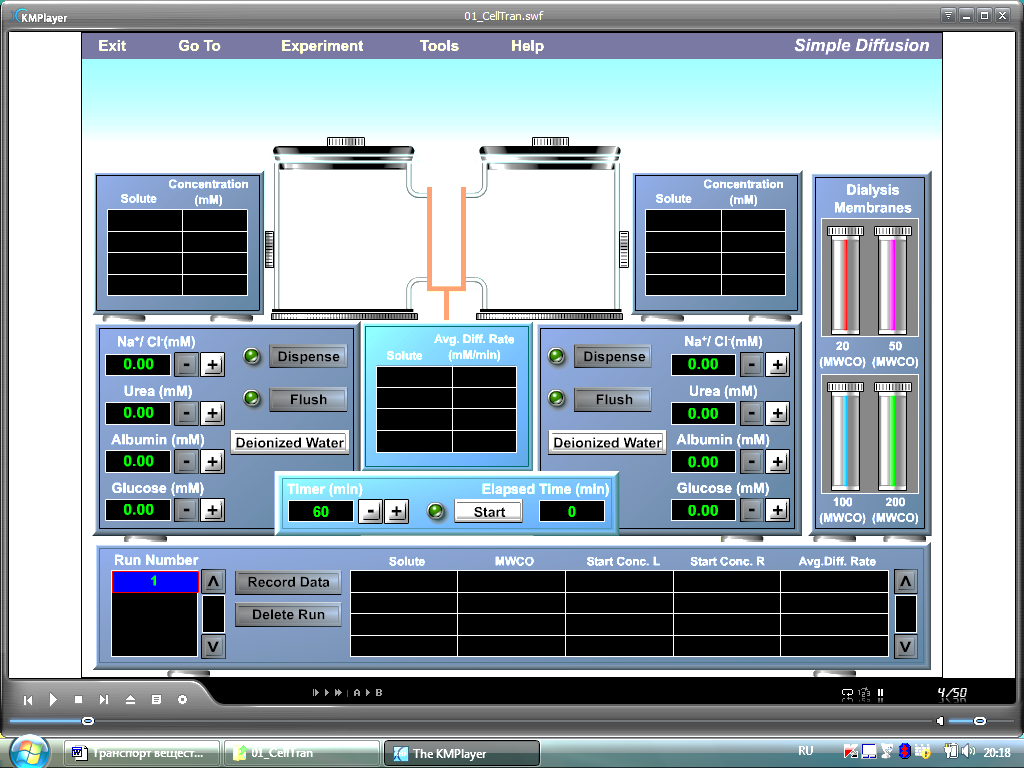 KMPlayer
01_CellTran.swf
Exit Go To Experiment Tools Help Simple Diffusion
Solute Concentration (mM)
Solute Concentration (mM)
Dialysis
Membranes
20 (MWCO)
50 (MWCO)
100 (MWCO)
200 (MWCO)
Na+/ Cl-(mM)
0.00 - +
Urea (mM)
0.00 - +
Albumin (mM)
0.00 - +
Glucose (mM)
0.00 - +
Dispense
Flush
Deionized Water
Solute Avg. Diff. Rate (mM/min)
Dispense
Flush
Deionized Water
Na+/ Cl-(mM)
0.00 - +
Urea (mM)
0.00 - +
Albumin (mM)
0.00 - +
Glucose (mM)
0.00 - +
Timer (min) Elapsed Time (min)
60 - + Start 0
Run Number
1
Record Data
Delete Run
Solute MWCO Start Conc. L Start Conc. R Avg.Diff. Rate
A B
4/50
Транспорт вещест... 01_CellTran The KMPlayer RU 20:18